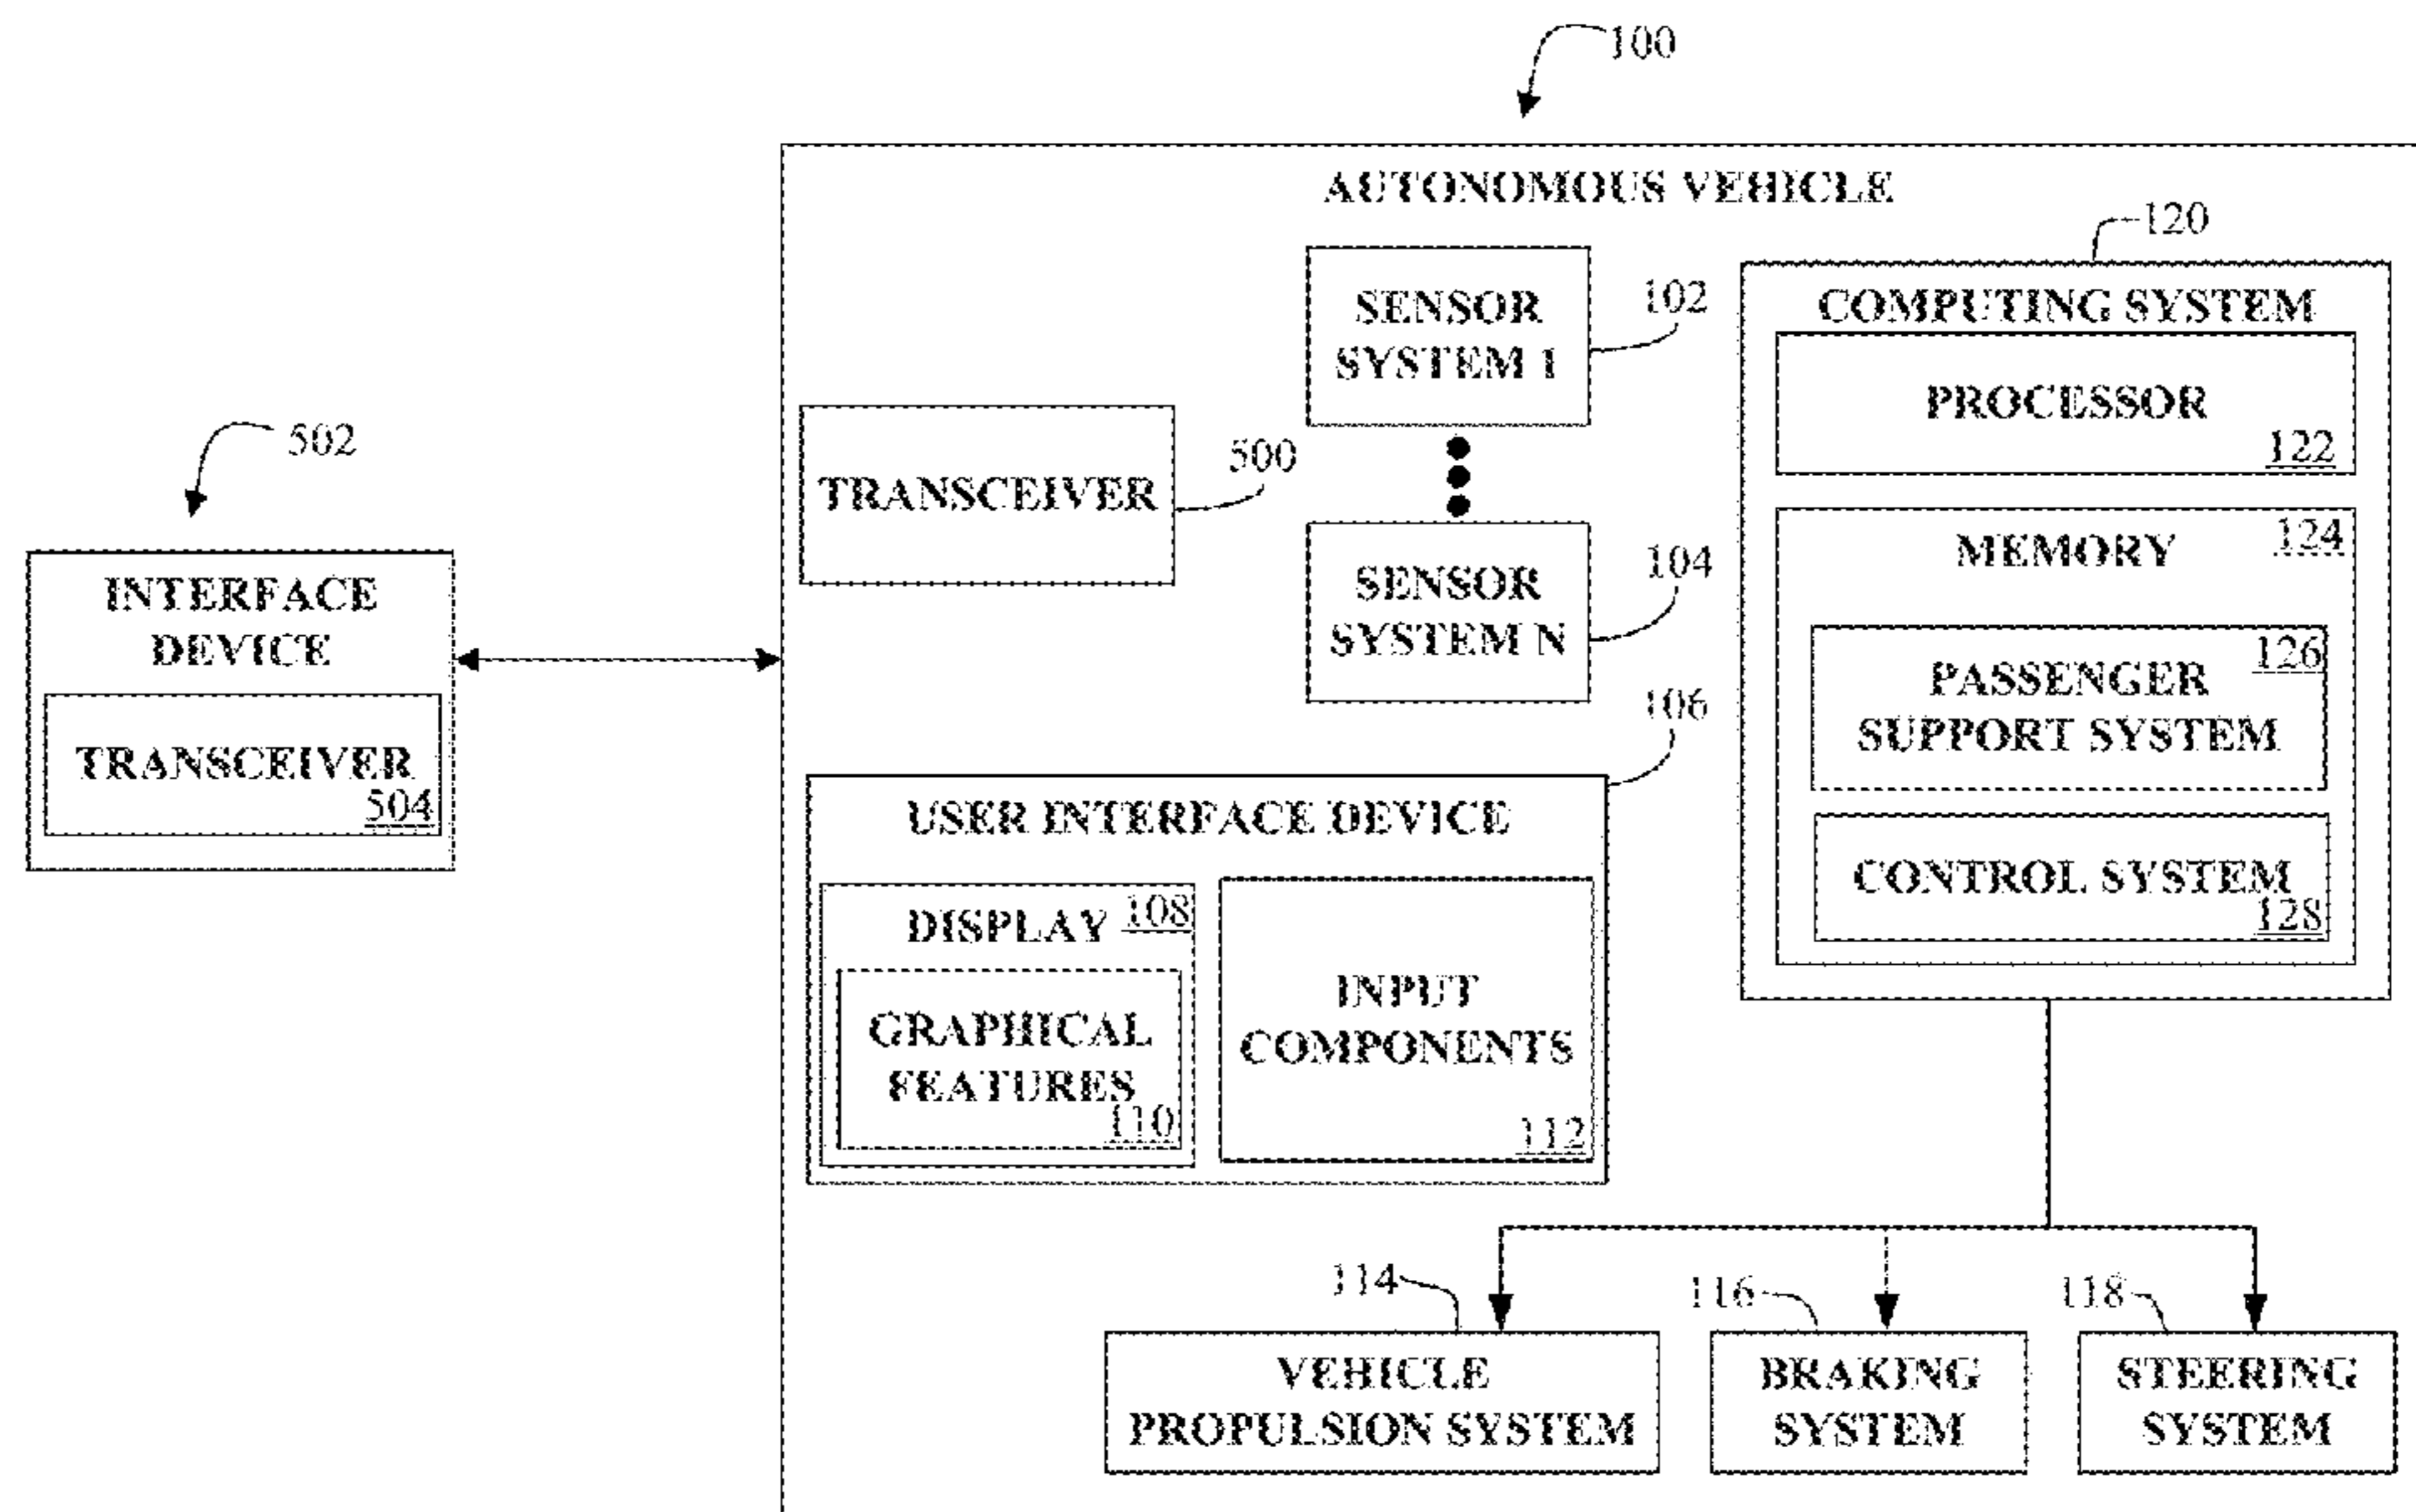 100
AUTONOMOUS VEHICLE
120
SENSOR
SYSTEM 1
102
COMPUTING SYSTEM
PROCESSOR
122
502
TRANSCEIVER
500
MEMORY
124
SENSOR
SYSTEM N
104
INTERFACE
DEVICE
TRANSCEIVER
504
PASSENGER
SUPPORT SYSTEM
126
106
USER INTERFACE DEVICE
CONTROL SYSTEM
128
DISPLAY
108
GRAPHICAL
FEATURES
110
INPUT
COMPONENTS
112
114
116
118
VEHICLE
PROPULSION SYSTEM
BRAKING
SYSTEM
STEERING
SYSTEM